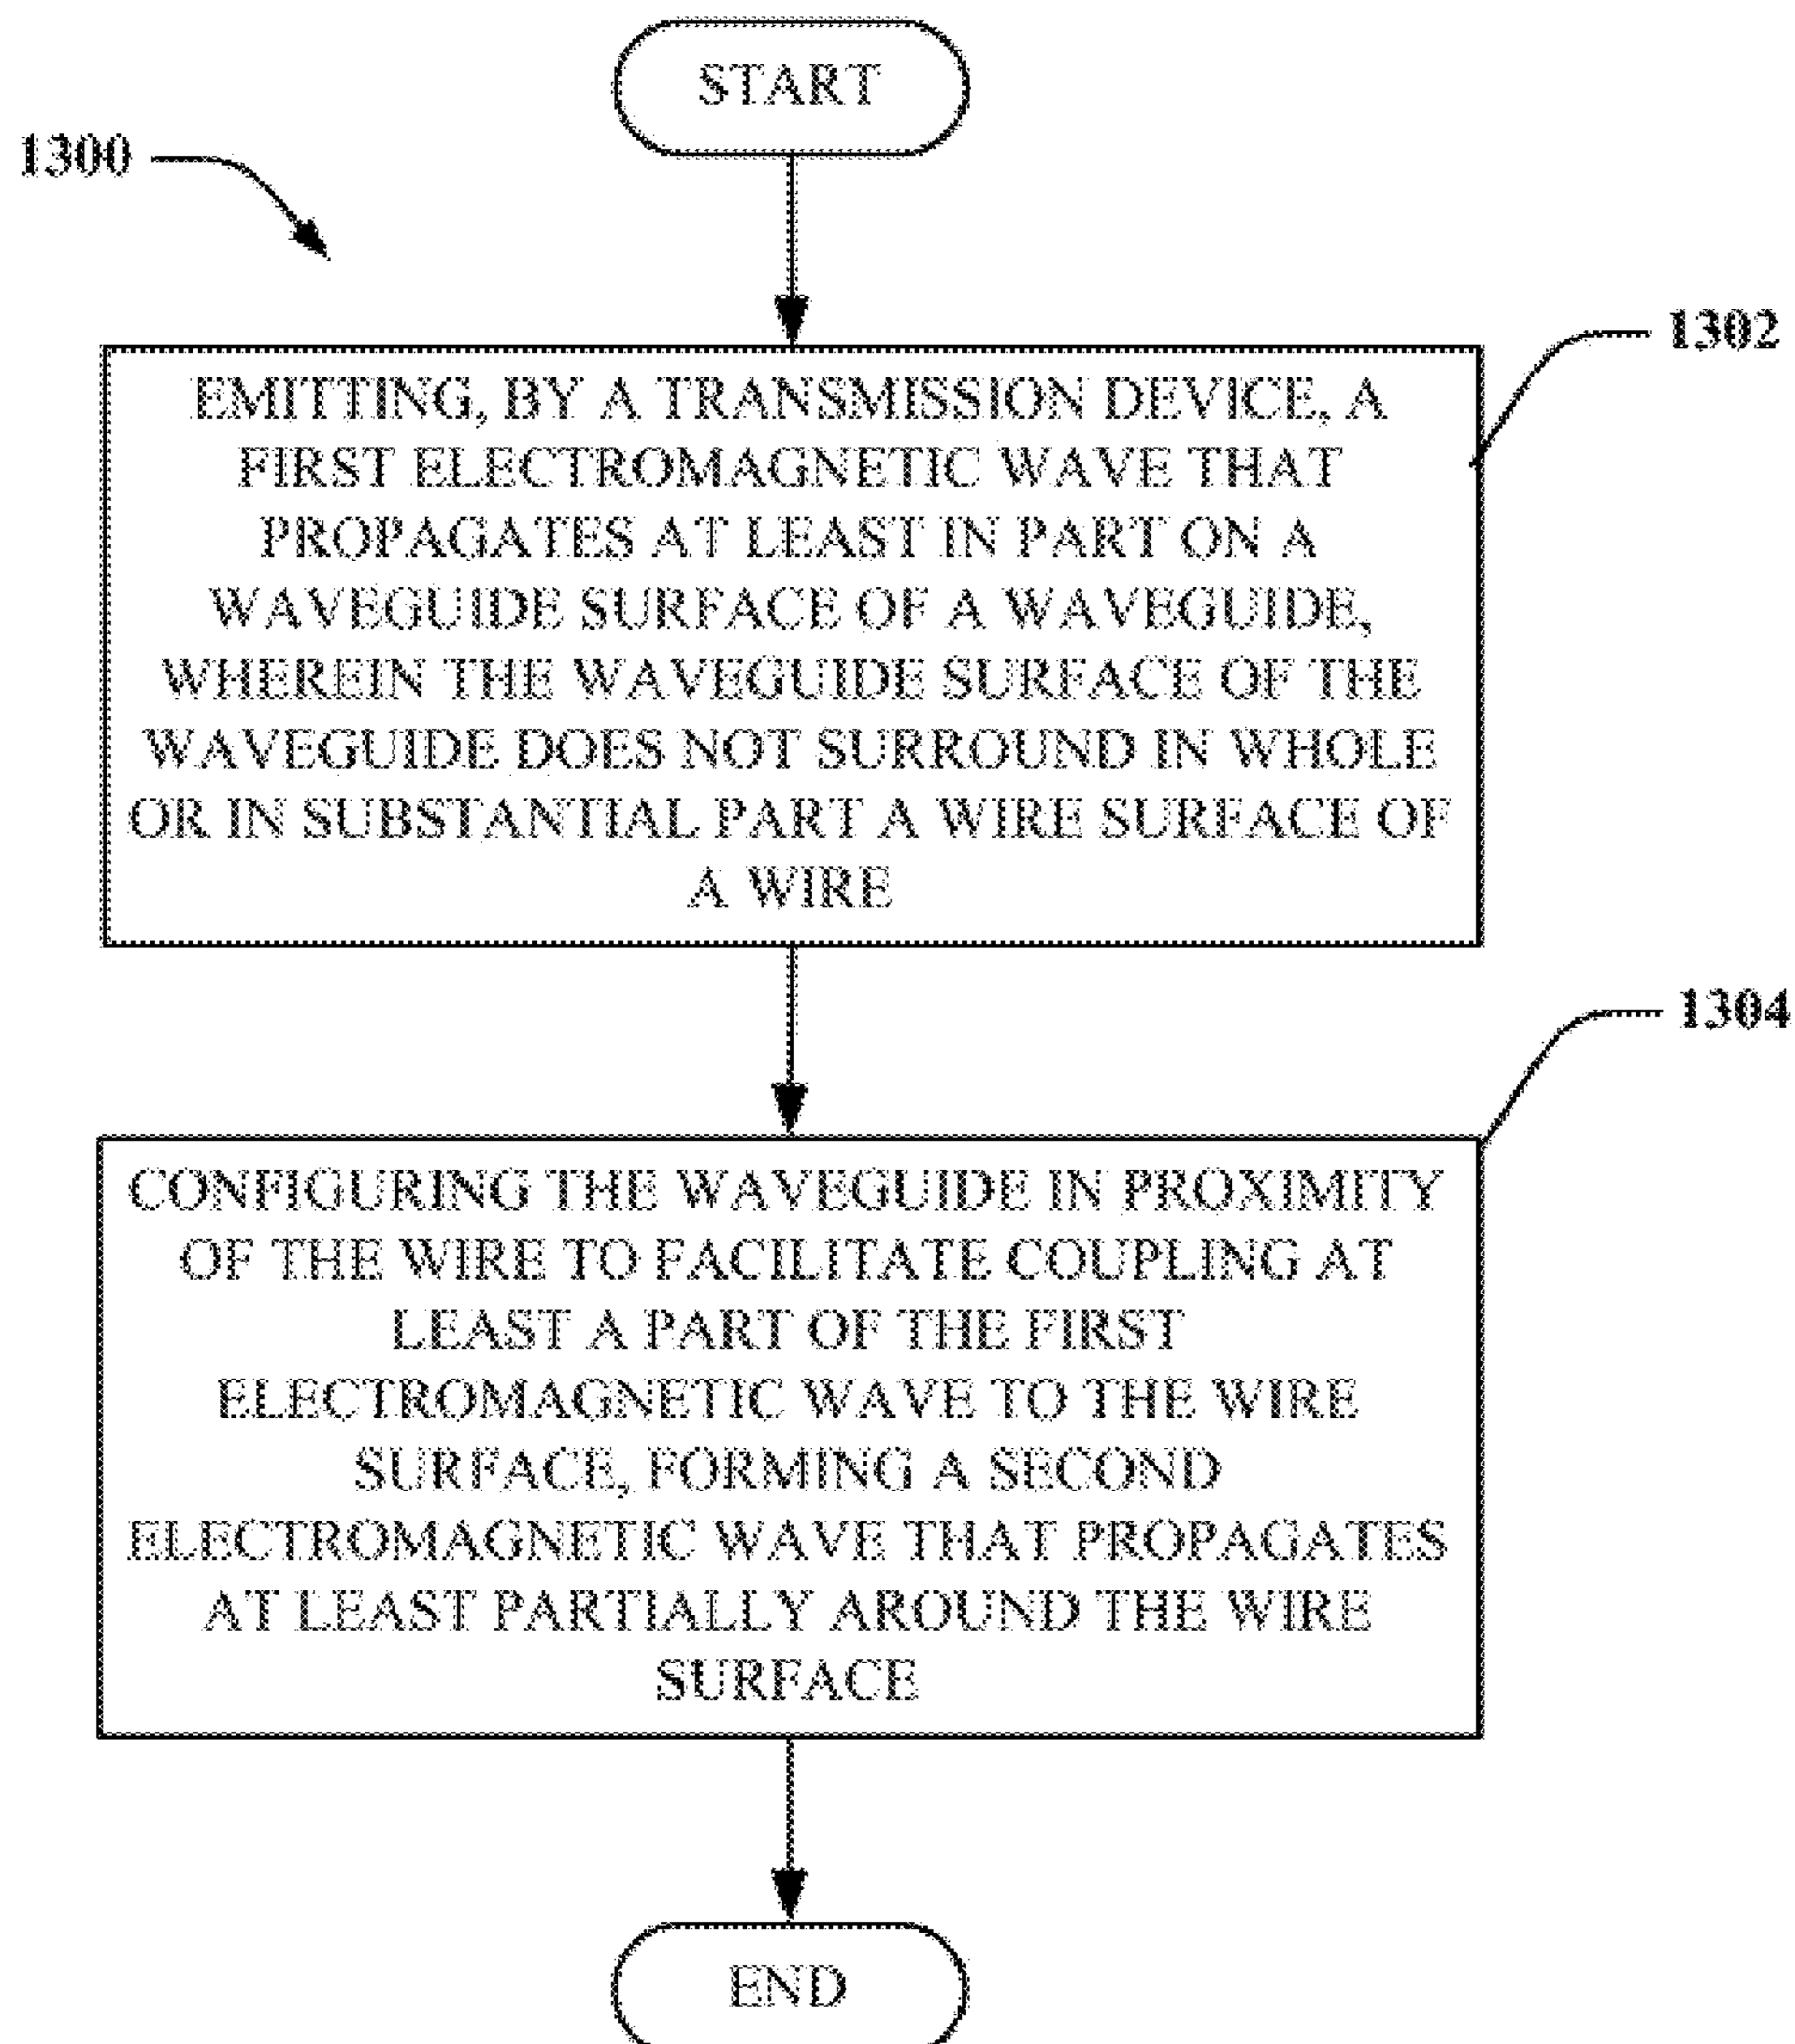 START
1300
1302
EMITTING, BY A TRANSMISSION DEVICE, A
FIRST ELECTROMAGNETIC WAVE THAT
PROPAGATES AT LEAST IN PART ON A
WAVEGUIDE SURFACE OF A WAVEGUIDE,
WHEREIN THE WAVEGUIDE SURFACE OF THE
WAVEGUIDE DOES NOT SURROUND IN WHOLE
OR IN SUBSTANTIAL PART A WIRE SURFACE OF
A WIRE
1304
CONFIGURING THE WAVEGUIDE IN PROXIMITY
OF THE WIRE TO FACILITATE COUPLING AT
LEAST A PART OF THE FIRST
ELECTROMAGNETIC WAVE TO THE WIRE
SURFACE, FORMING A SECOND
ELECTROMAGNETIC WAVE THAT PROPAGATES
AT LEAST PARTIALLY AROUND THE WIRE
SURFACE
END